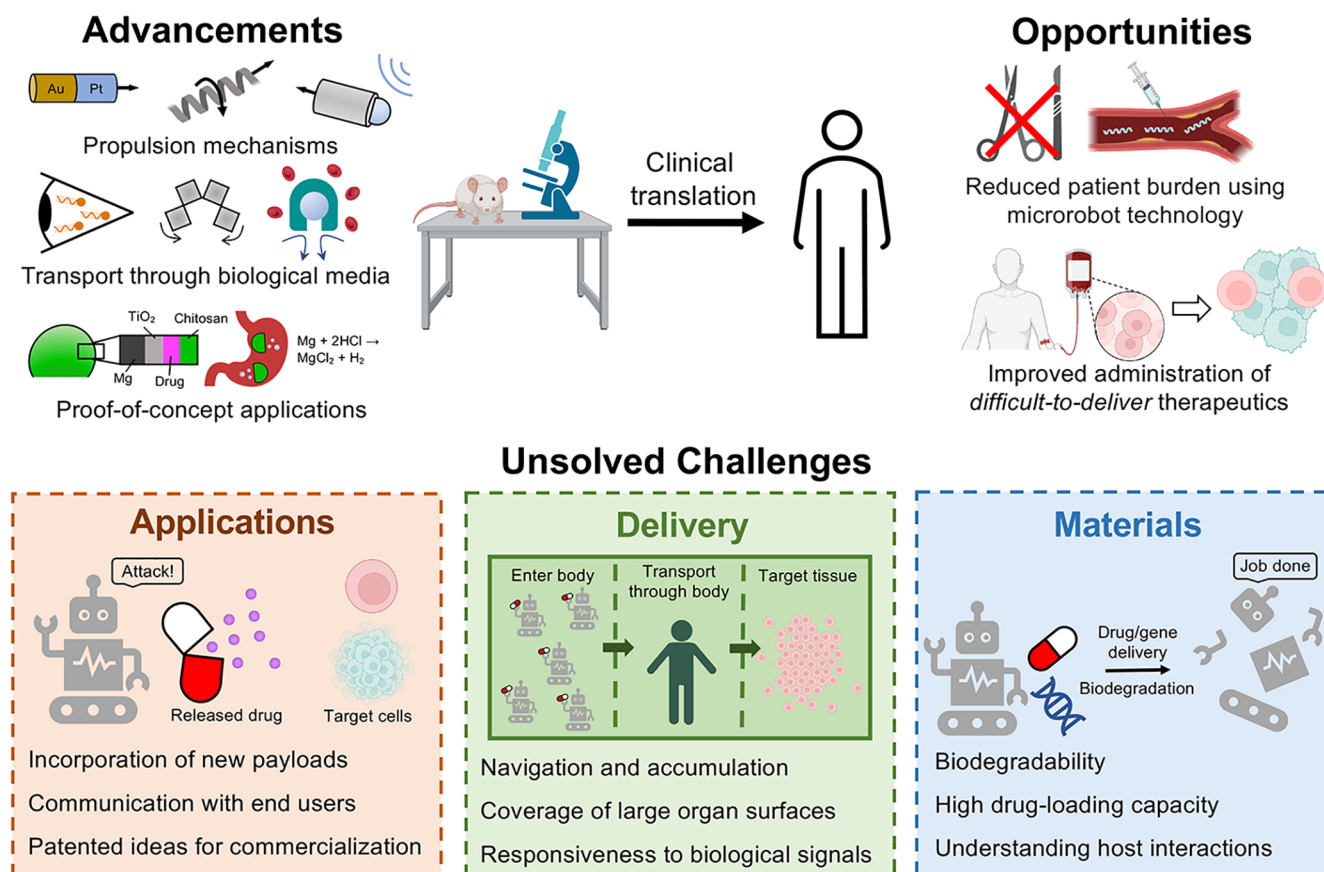 Advancements
Au Pt
Propulsion mechanisms
Transport through biological media
TiO₂ Chitosan
Mg Drug
Mg + 2HCl →
MgCl₂ + H₂
Proof-of-concept applications
Clinical
translation
Opportunities
Reduced patient burden using
microrobot technology
Improved administration of
difficult-to-deliver therapeutics
Unsolved Challenges
Applications
Attack!
Released drug
Target cells
Incorporation of new payloads
Communication with end users
Patented ideas for commercialization
Delivery
Enter body
Transport
through body
Target tissue
Navigation and accumulation
Coverage of large organ surfaces
Responsiveness to biological signals
Materials
Job done
Drug/gene
delivery
Biodegradation
Biodegradability
High drug-loading capacity
Understanding host interactions